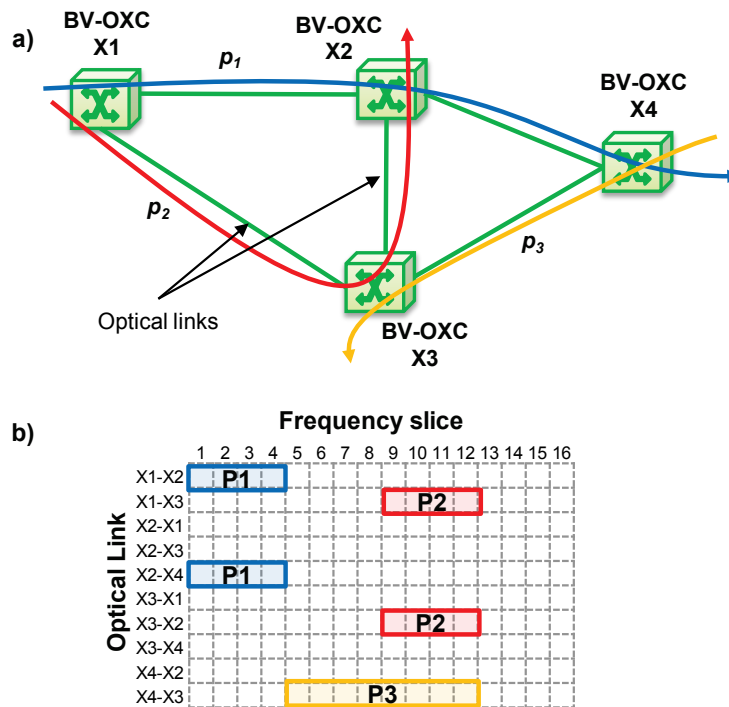 a)
BV-OXC
X1
BV-OXC
X2
BV-OXC
X4
p1
p2
p3
Optical links
BV-OXC
X3
b)
Frequency slice
1 2 3 4 5 6 7 8 9 10 11 12 13 14 15 16
Optical Link
X1-X2 P1
X1-X3 P2
X2-X1
X2-X3
X2-X4 P1
X3-X1
X3-X2 P2
X3-X4
X4-X2
X4-X3 P3